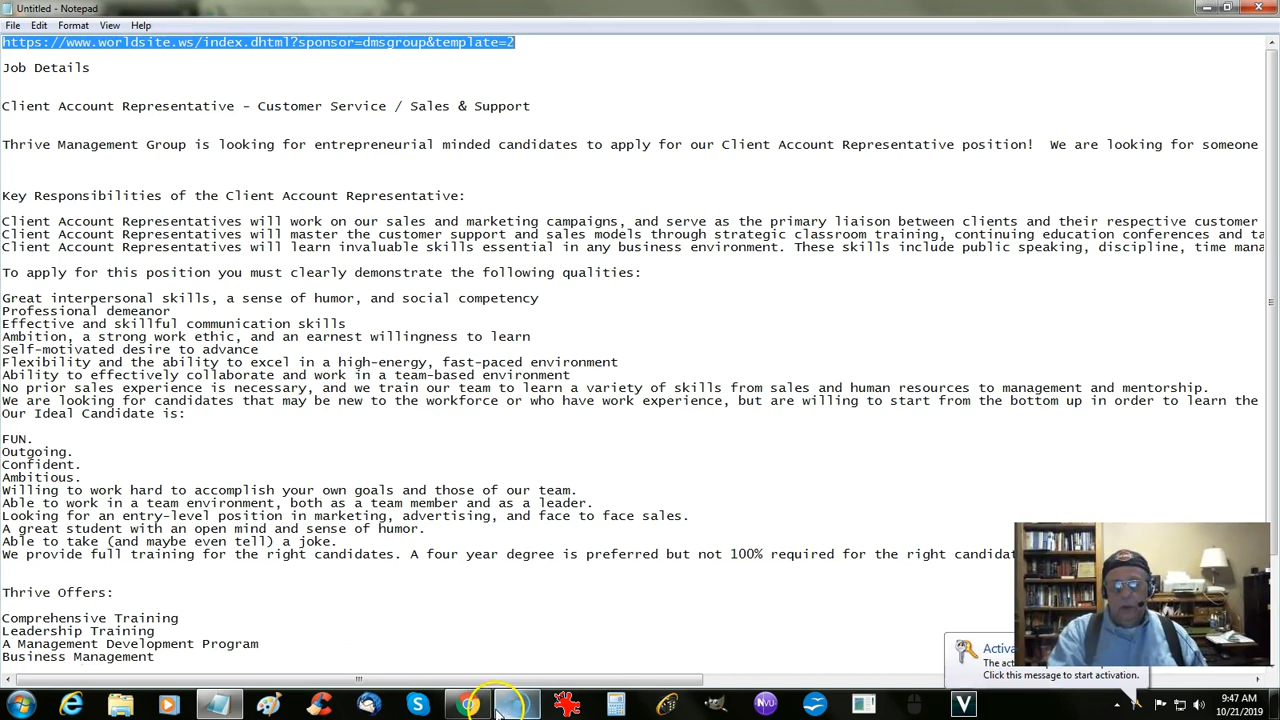 Untitled - Notepad
File Edit Format View Help
https://www.worldsite.ws/index.dhtml?sponsor=dmsgroup&template=2
Job Details
Client Account Representative - Customer Service / Sales & Support
Thrive Management Group is looking for entrepreneurial minded candidates to apply for our Client Account Representative position!  We are looking for someone
Key Responsibilities of the Client Account Representative:
Client Account Representatives will work on our sales and marketing campaigns, and serve as the primary liaison between clients and their respective customer
Client Account Representatives will master the customer support and sales models through strategic classroom training, continuing education conferences and ta
Client Account Representatives will learn invaluable skills essential in any business environment. These skills include public speaking, discipline, time mana
To apply for this position you must clearly demonstrate the following qualities:
Great interpersonal skills, a sense of humor, and social competency
Professional demeanor
Effective and skillful communication skills
Ambition, a strong work ethic, and an earnest willingness to learn
Self-motivated desire to advance
Flexibility and the ability to excel in a high-energy, fast-paced environment
Ability to effectively collaborate and work in a team-based environment
No prior sales experience is necessary, and we train our team to learn a variety of skills from sales and human resources to management and mentorship.
We are looking for candidates that may be new to the workforce or who have work experience, but are willing to start from the bottom up in order to learn the
Our Ideal Candidate is:
FUN.
Outgoing.
Confident.
Ambitious.
Willing to work hard to accomplish your own goals and those of our team.
Able to work in a team environment, both as a team member and as a leader.
Looking for an entry-level position in marketing, advertising, and face to face sales.
A great student with an open mind and sense of humor.
Able to take (and maybe even tell) a joke.
We provide full training for the right candidates. A four year degree is preferred but not 100% required for the right candidat
Thrive Offers:
Comprehensive Training
Leadership Training
A Management Development Program
Business Management
Activa
The act
Click this message to start activation.
NU
V
9:47 AM
10/21/2019